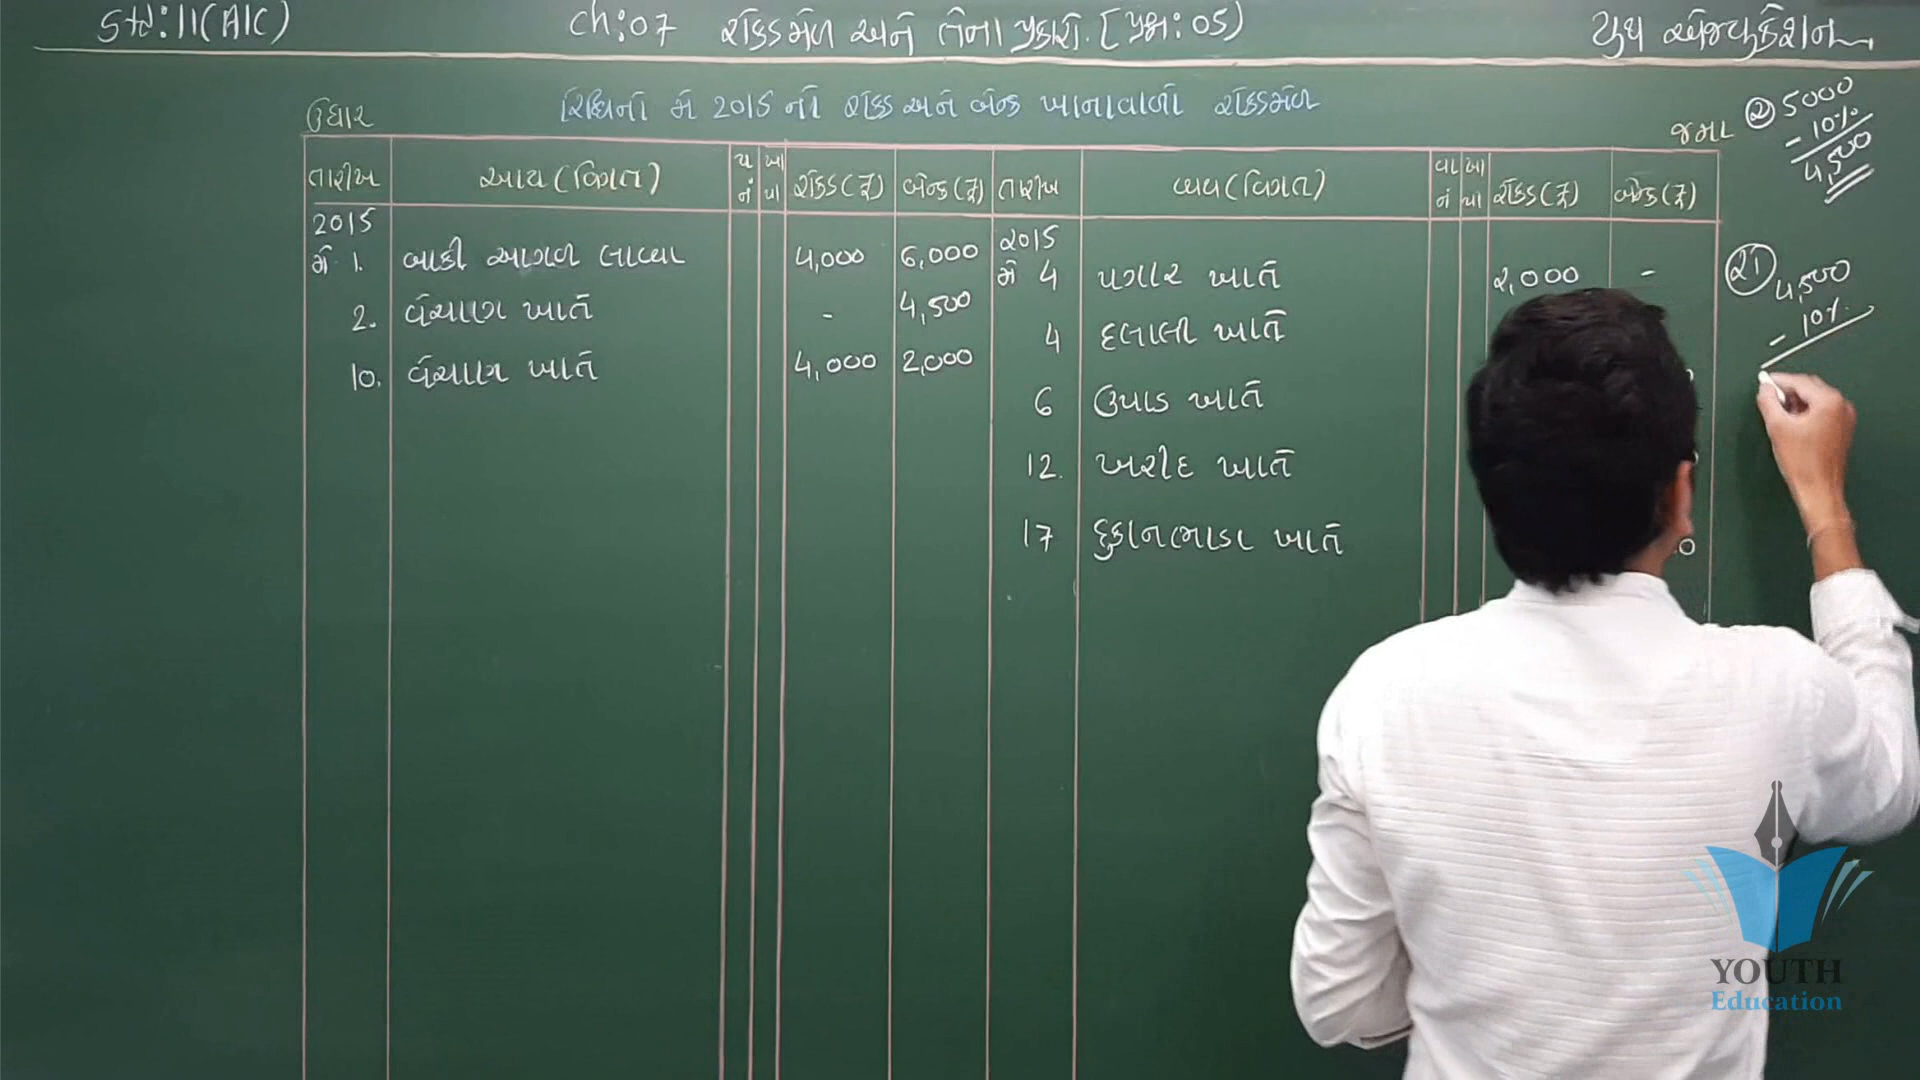 Std:11(A/C)
ch:07 રોકડમેળ અને તેના પ્રકારો. [પ્રશ્ન: 05]
યુથ એજ્યુકેશન
ઉધાર
રિધ્ધિનો મે 2015 નો રોકડ અને બેન્ક ખાનાવાળો રોકડમેળ
જમા
તારીખ આવક (વિગત) પ નં ખા પા રોકડ (₹) બેન્ક (₹) તારીખ જાવક (વિગત) વા નં ખા પા રોકડ (₹) બેન્ક (₹)
2015 ૨૦15
મે 1. બાકી આગળ લાવ્યા 4,000 6,000 મે 4 પગાર ખાતે ૨,000 -
2. વેચાણ ખાતે - 4,500 4 દલાલી ખાતે
10. વેચાણ ખાતે 4,000 2,000 6 ઉપાડ ખાતે
12. ખરીદ ખાતે
17 દુકાનભાડા ખાતે
② 5000
- 10%
4,500
㉑ 4,500
- 10%
YOUTH
Education